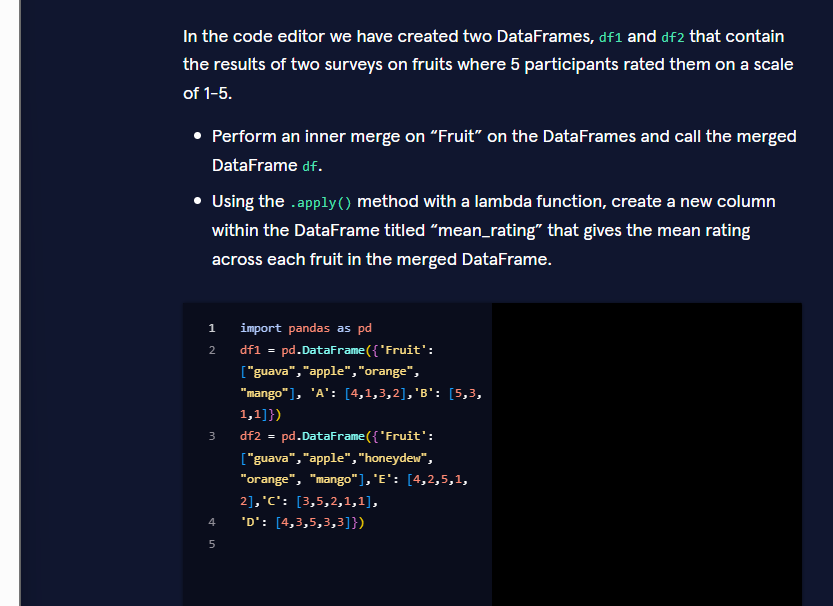 In the code editor we have created two DataFrames, df1 and df2 that contain
the results of two surveys on fruits where 5 participants rated them on a scale
of 1-5.
• Perform an inner merge on “Fruit” on the DataFrames and call the merged
DataFrame df.
• Using the .apply() method with a lambda function, create a new column
within the DataFrame titled “mean_rating” that gives the mean rating
across each fruit in the merged DataFrame.
1 import pandas as pd
2 df1 = pd.DataFrame({'Fruit':
["guava","apple","orange",
"mango"], 'A': [4,1,3,2],'B': [5,3,
1,1]})
3 df2 = pd.DataFrame({'Fruit':
["guava","apple","honeydew",
"orange", "mango"],'E': [4,2,5,1,
2],'C': [3,5,2,1,1],
4 'D': [4,3,5,3,3]})
5